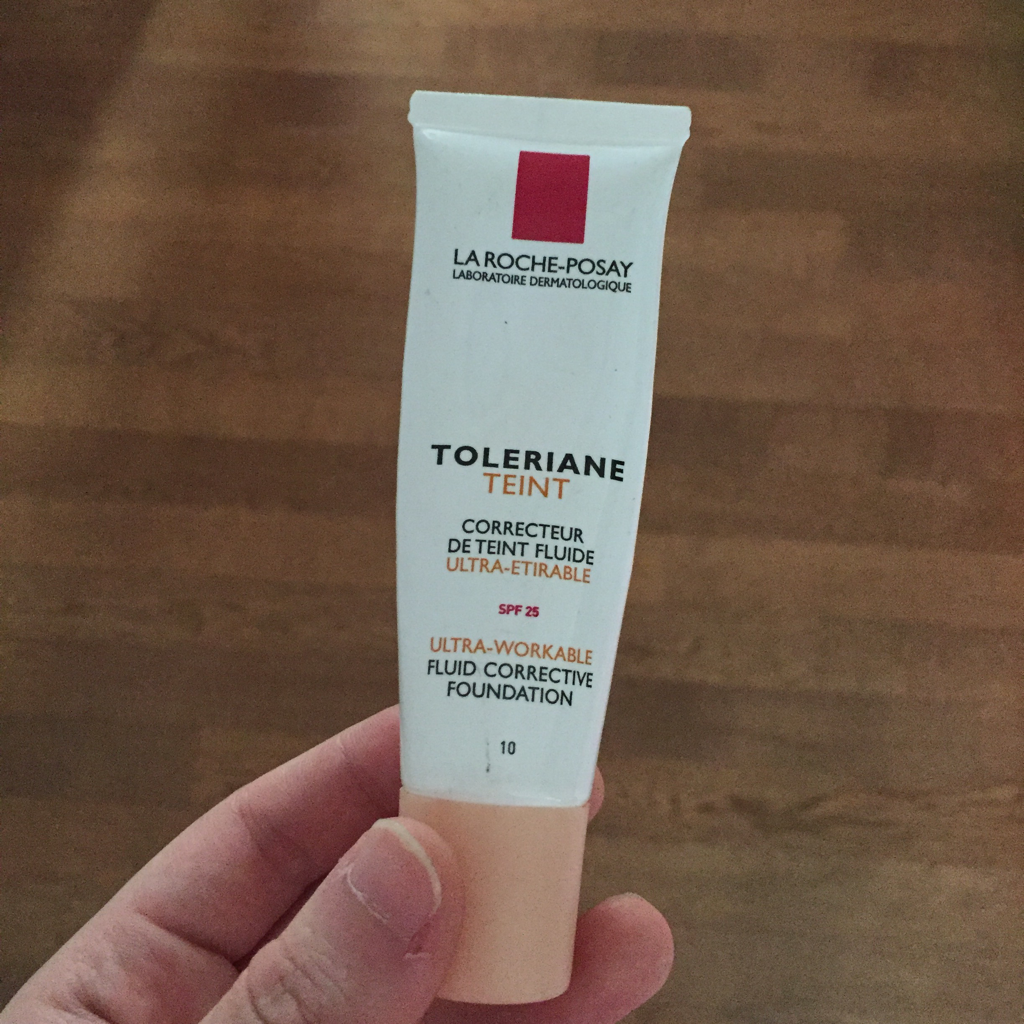 LA ROCHE-POSAY
LABORATOIRE DERMATOLOGIQUE
TOLERIANE
TEINT
CORRECTEUR
DE TEINT FLUIDE
ULTRA-ETIRABLE
SPF 25
ULTRA-WORKABLE
FLUID CORRECTIVE
FOUNDATION
10